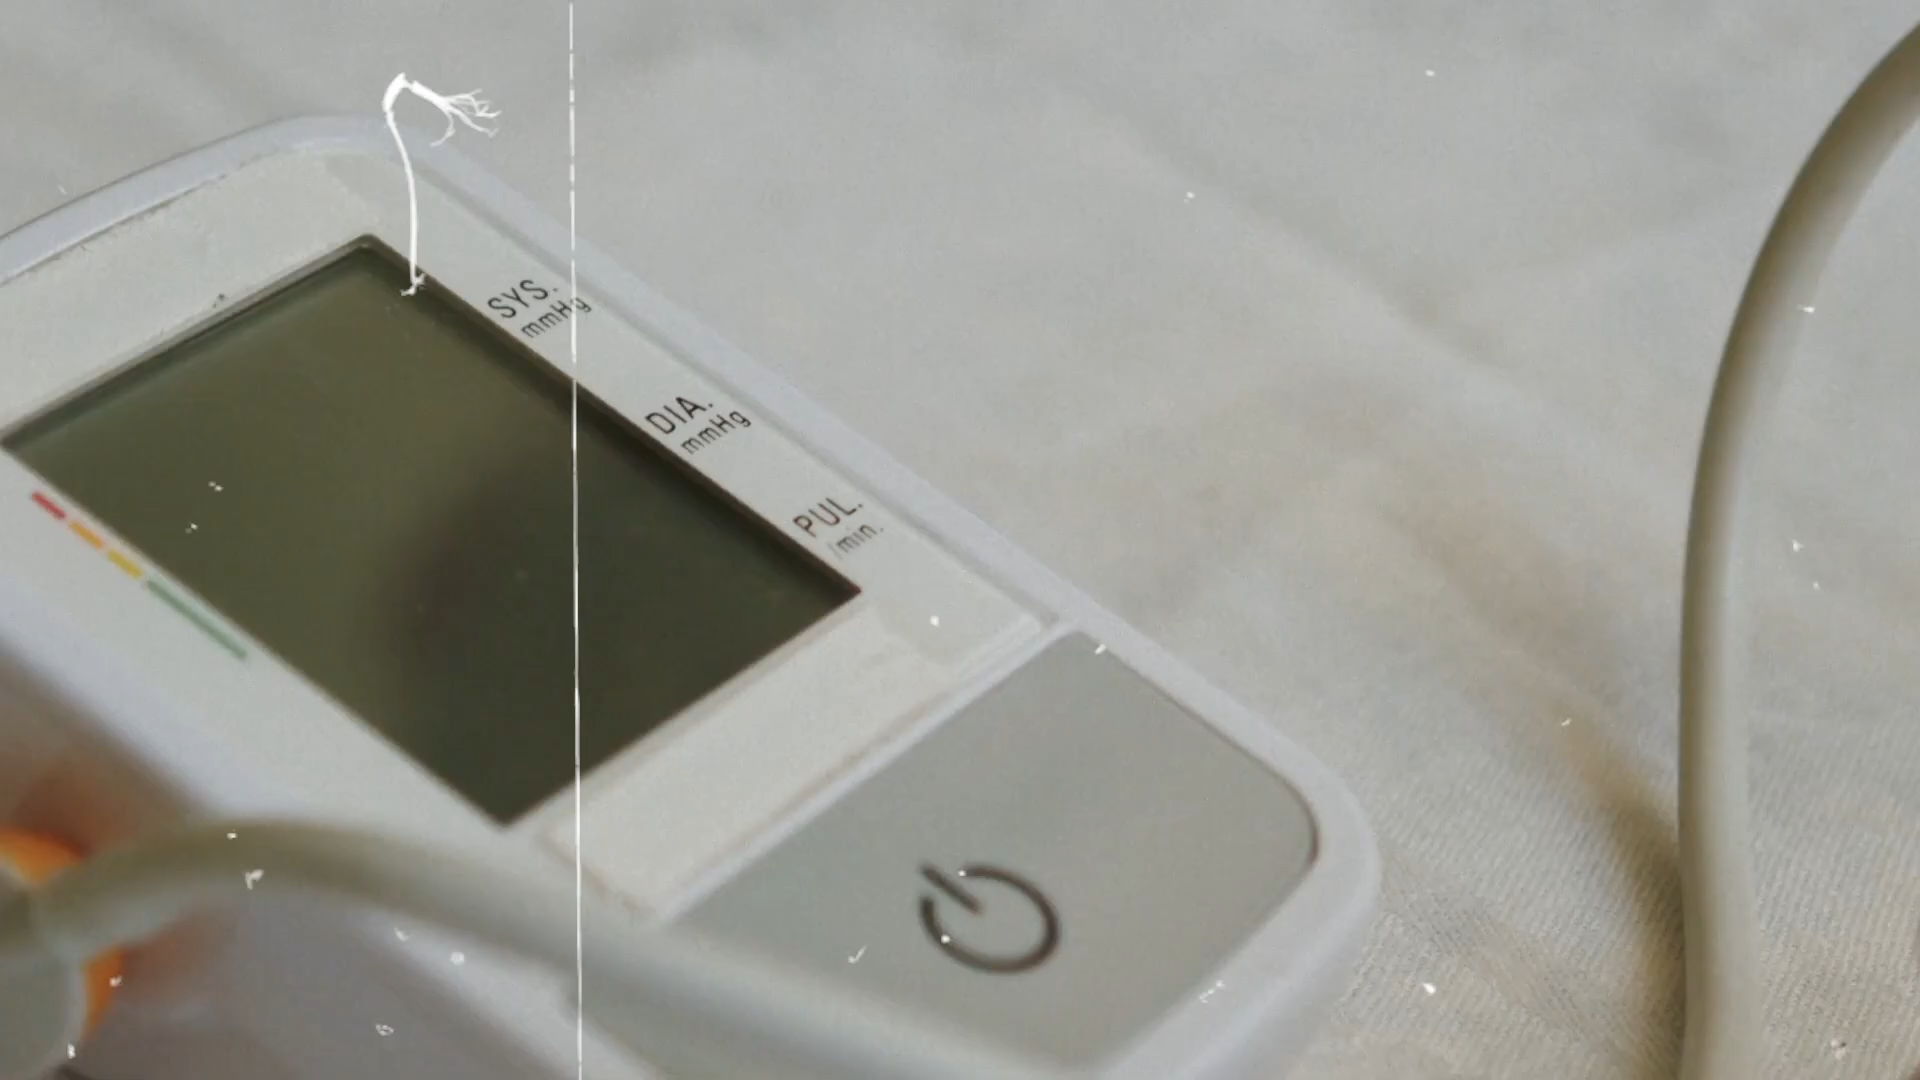 SYS.
mmHg
DIA.
mmHg
PUL.
/min.